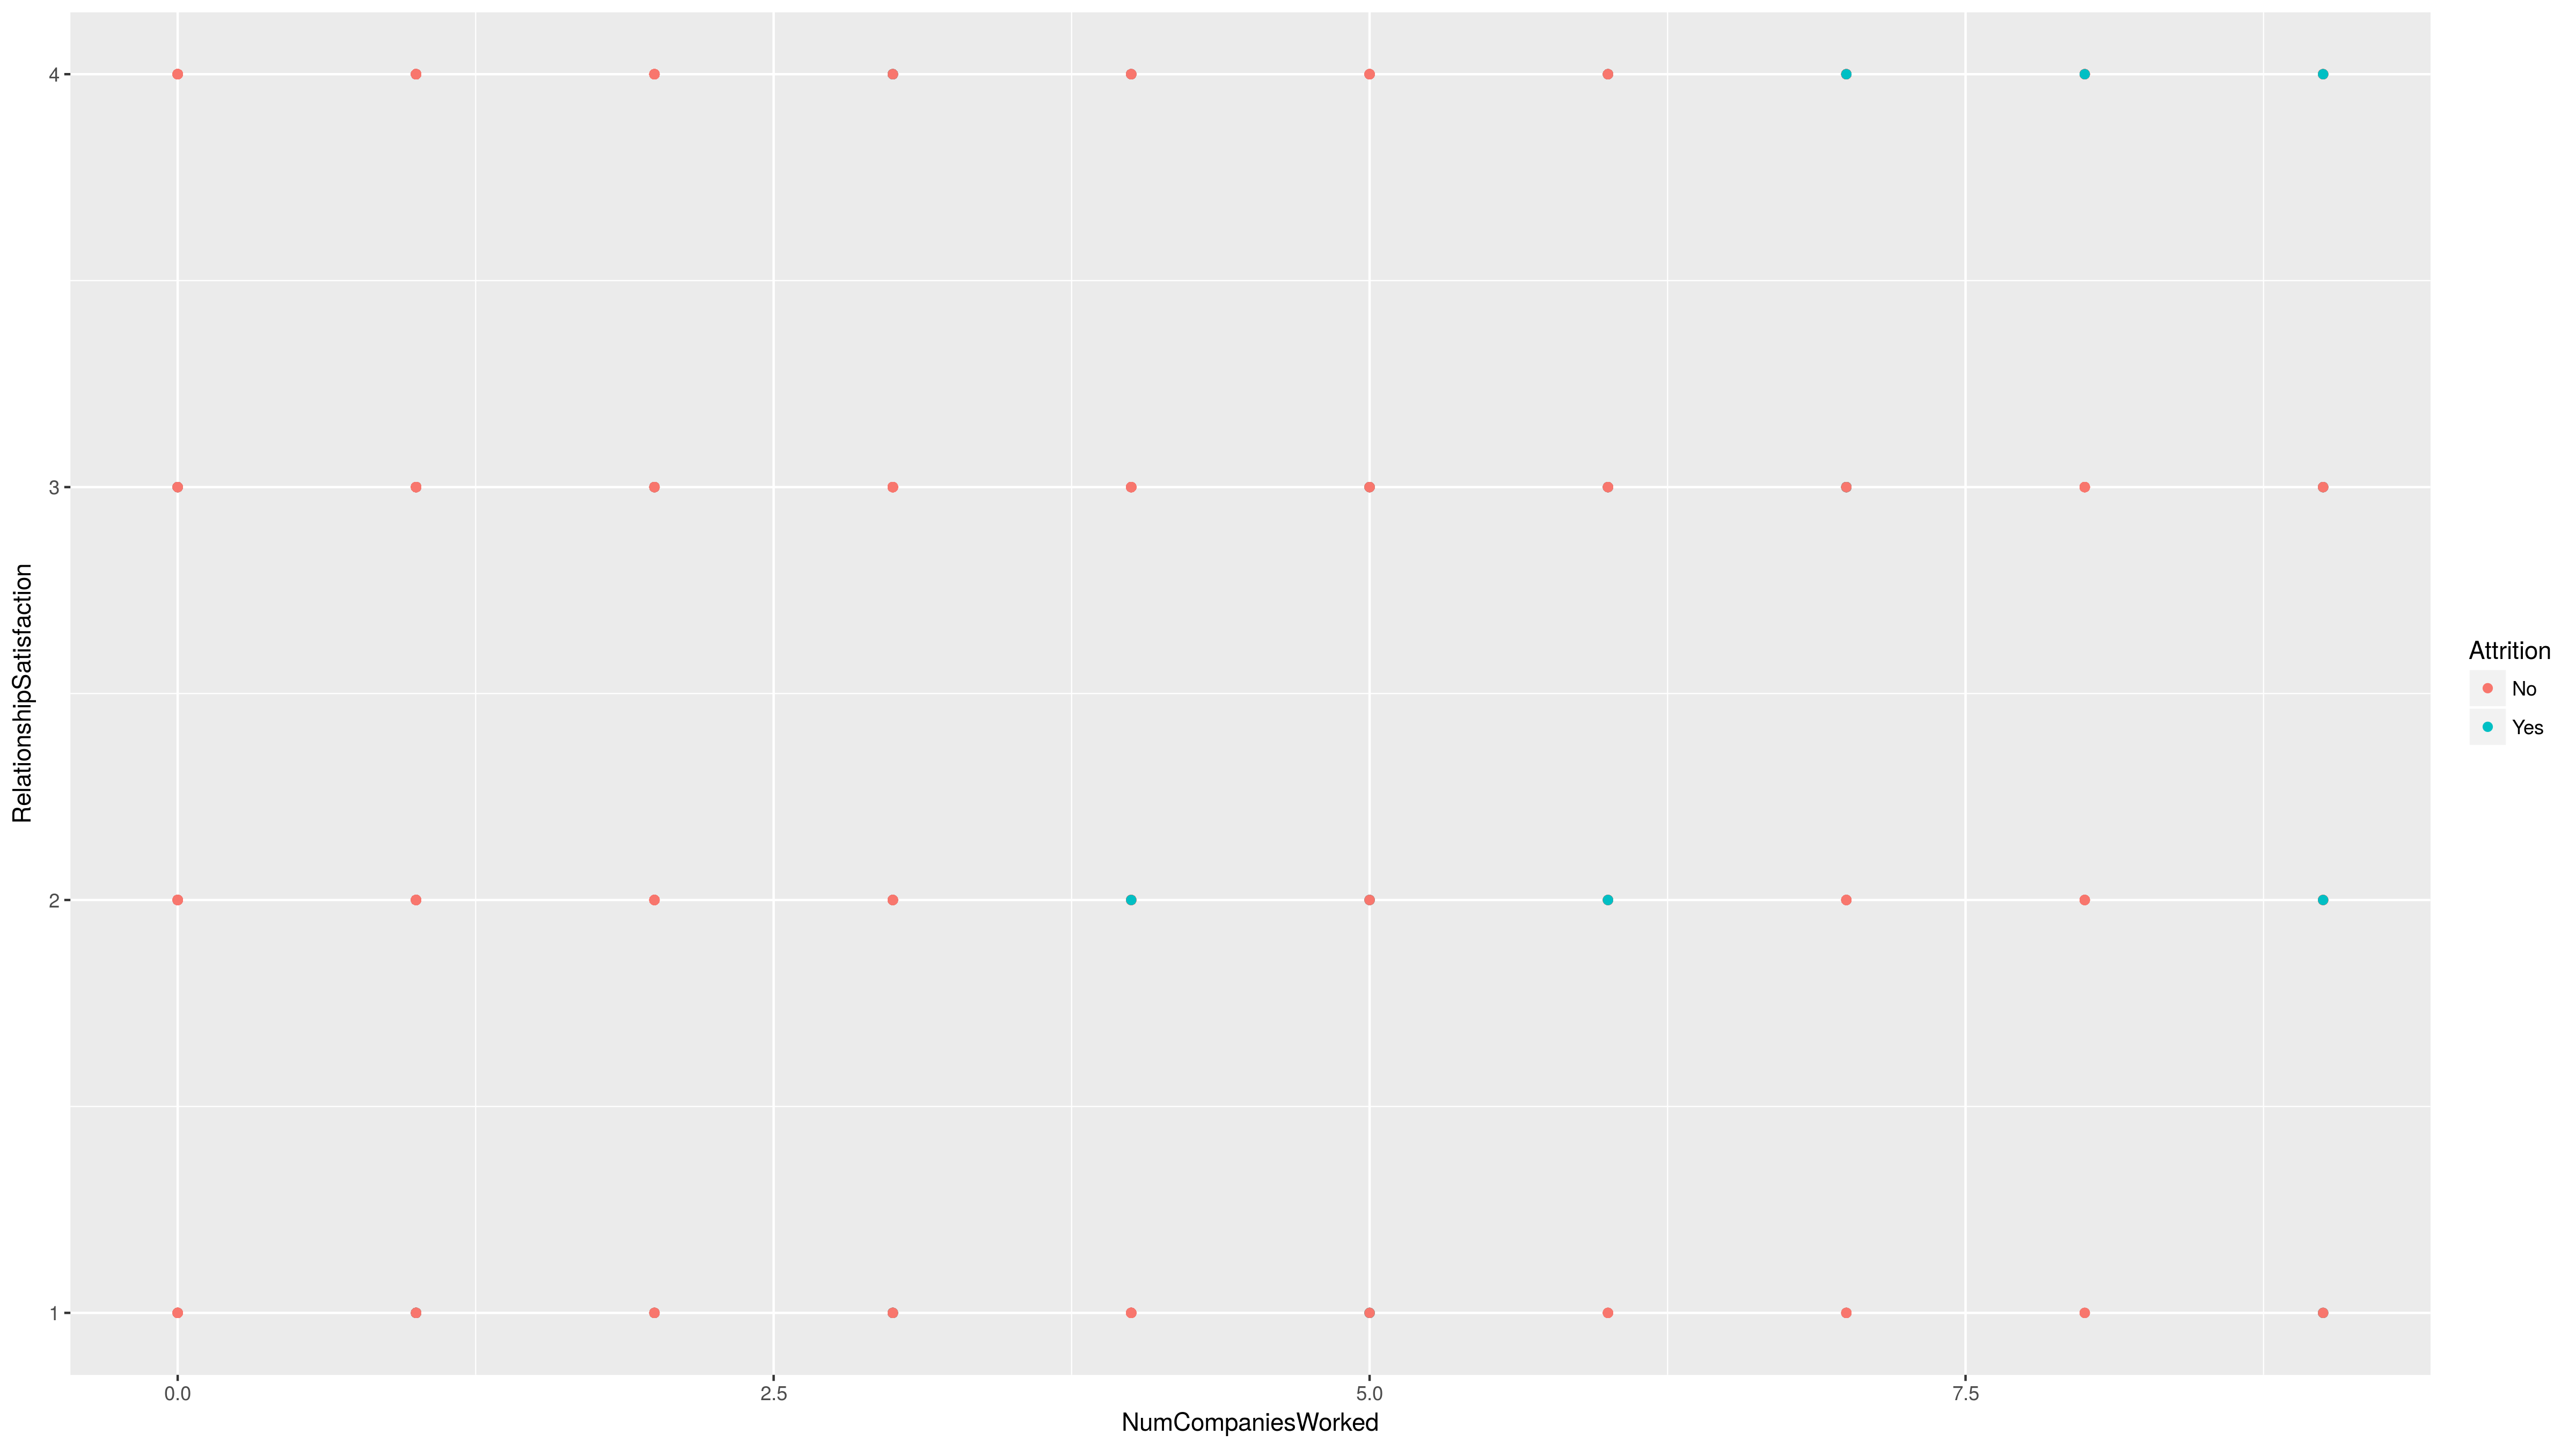 4
3
2
1
RelationshipSatisfaction
0.0
2.5
5.0
7.5
NumCompaniesWorked
Attrition
No
Yes